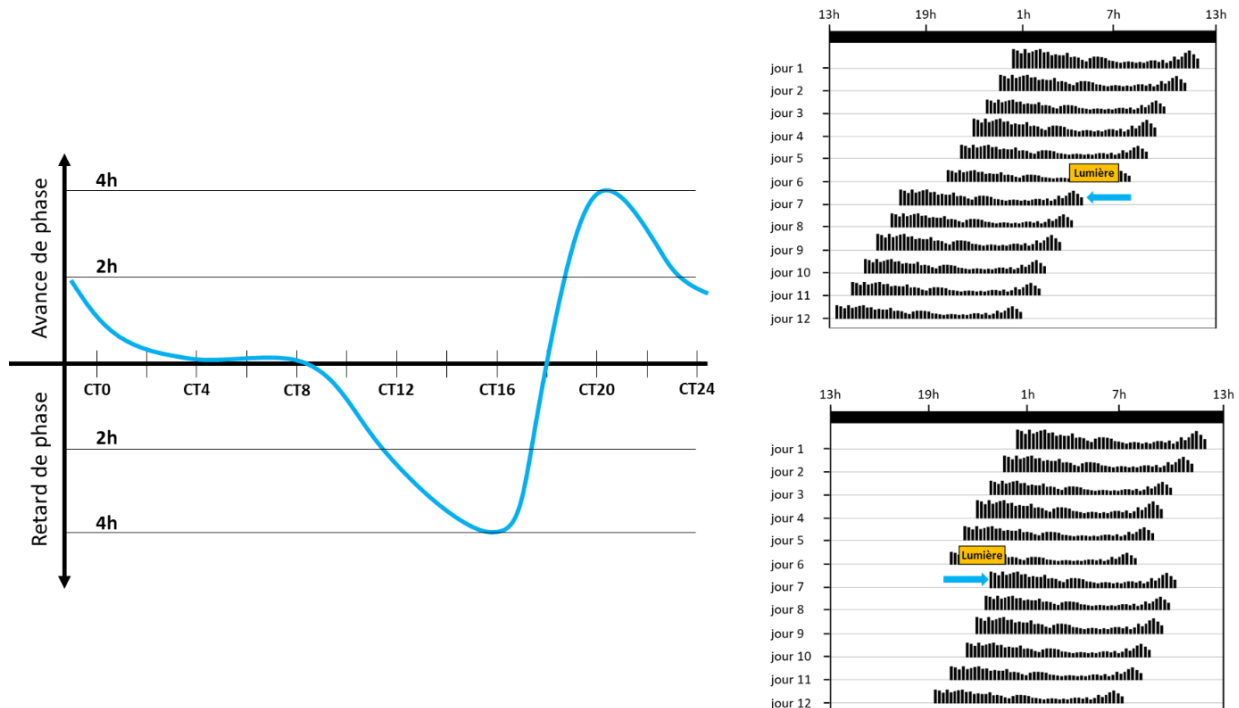 4h
2h
Avance de phase
CT0 CT4 CT8 CT12 CT16 CT20 CT24
Retard de phase
2h
4h
13h 19h 1h 7h 13h
jour 1
jour 2
jour 3
jour 4
jour 5
Lumière
jour 6
jour 7
jour 8
jour 9
jour 10
jour 11
jour 12
13h 19h 1h 7h 13h
jour 1
jour 2
jour 3
jour 4
jour 5
Lumière
jour 6
jour 7
jour 8
jour 9
jour 10
jour 11
jour 12